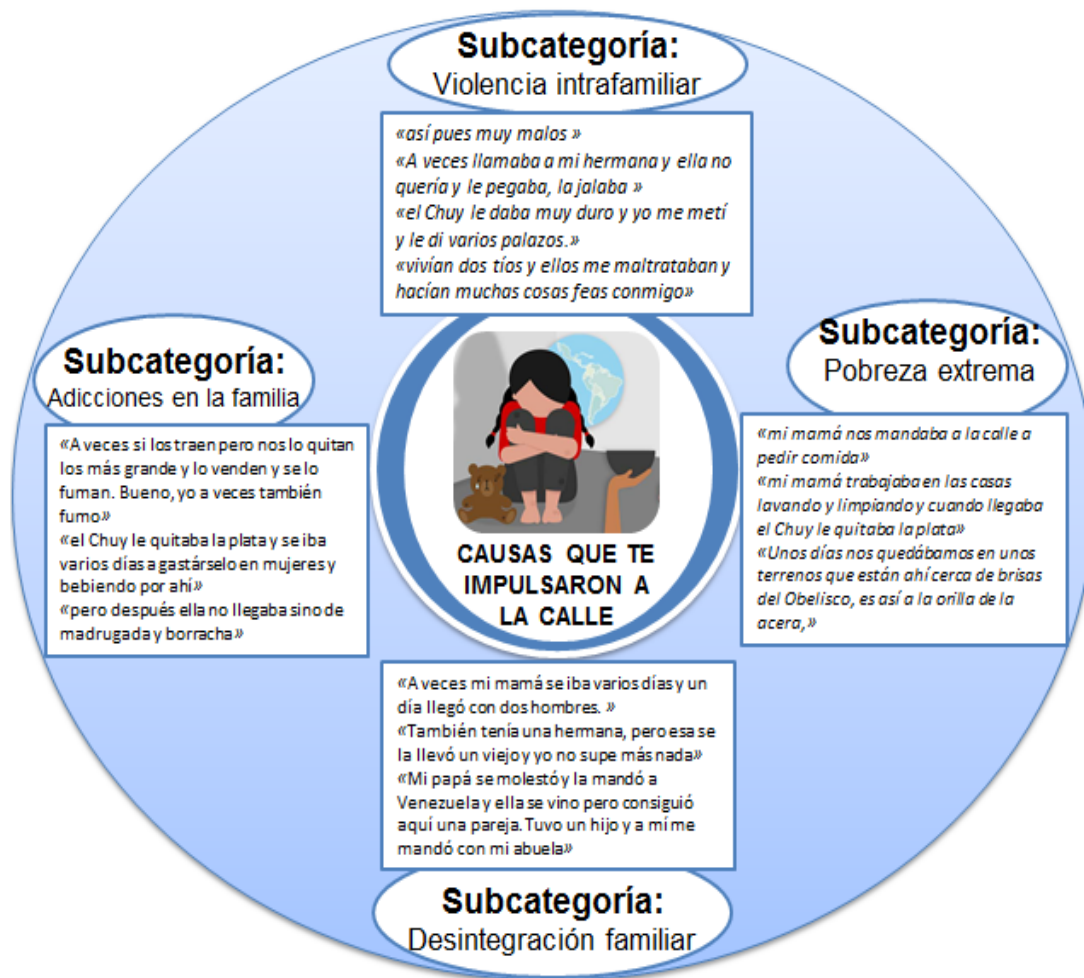 Subcategoría:
Violencia intrafamiliar
«así pues muy malos »
«A veces llamaba a mi hermana y ella no
quería y le pegaba, la jalaba »
«el Chuy le daba muy duro y yo me metí
y le di varios palazos.»
«vivían dos tíos y ellos me maltrataban y
hacían muchas cosas feas conmigo»
Subcategoría:
Adicciones en la familia
«A veces si los traen pero nos lo quitan
los más grande y lo venden y se lo
fuman. Bueno, yo a veces también
fumo»
«el Chuy le quitaba la plata y se iba
varios días a gastárselo en mujeres y
bebiendo por ahí»
«pero después ella no llegaba sino de
madrugada y borracha»
Subcategoría:
Pobreza extrema
«mi mamá nos mandaba a la calle a
pedir comida»
«mi mamá trabajaba en las casas
lavando y limpiando y cuando llegaba
el Chuy le quitaba la plata»
«Unos días nos quedábamos en unos
terrenos que están ahí cerca de brisas
del Obelisco, es así a la orilla de la
acera,»
CAUSAS QUE TE
IMPULSARON A
LA CALLE
«A veces mi mamá se iba varios días y un
día llegó con dos hombres. »
«También tenía una hermana, pero esa se
la llevó un viejo y yo no supe más nada»
«Mi papá se molestó y la mandó a
Venezuela y ella se vino pero consiguió
aquí una pareja. Tuvo un hijo y a mí me
mandó con mi abuela»
Subcategoría:
Desintegración familiar